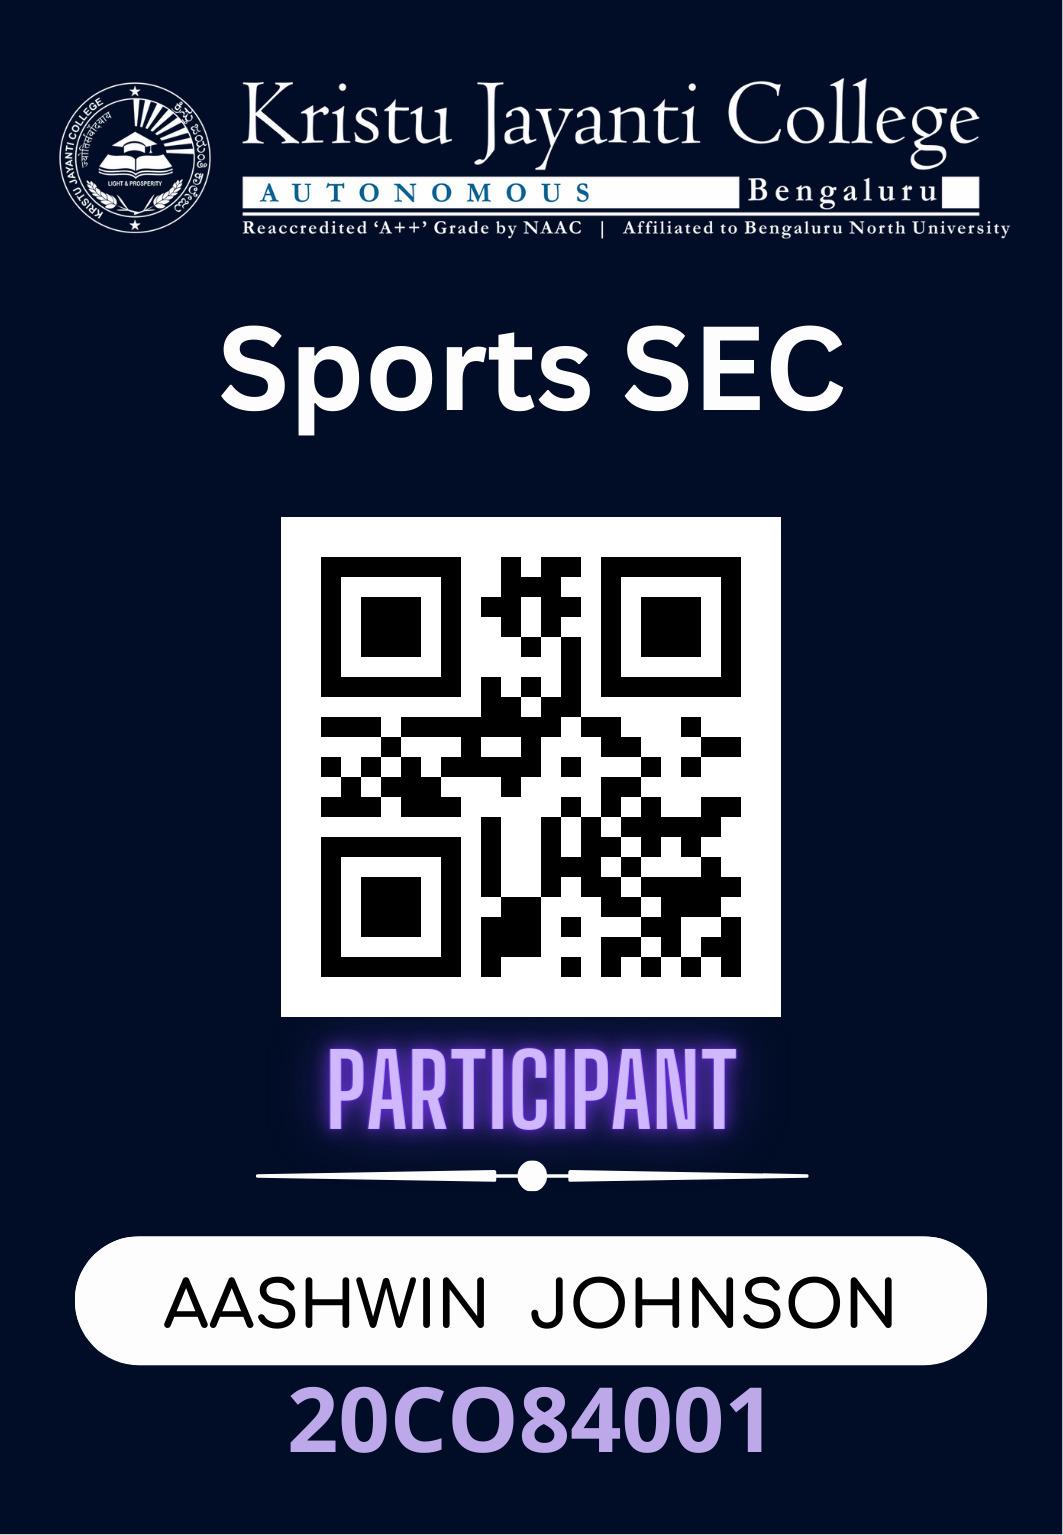 KRISTU JAYANTI COLLEGE
ಕ್ರಿಸ್ತು ಜಯಂತಿ ಕಾಲೇಜು
LIGHT & PROSPERITY
Kristu Jayanti College
AUTONOMOUS Bengaluru
Reaccredited ‘A++’ Grade by NAAC | Affiliated to Bengaluru North University
Sports SEC
PARTICIPANT
AASHWIN JOHNSON
20CO84001